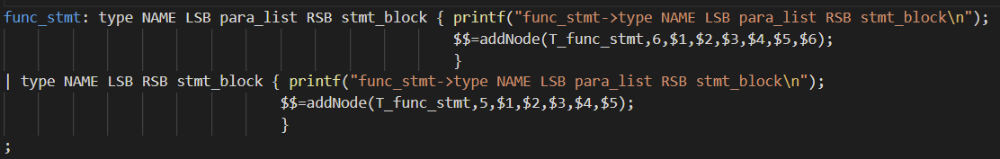 func_stmt: type NAME LSB para_list RSB stmt_block { printf("func_stmt->type NAME LSB para_list RSB stmt_block\n");
$$=addNode(T_func_stmt,6,$1,$2,$3,$4,$5,$6);
}
| type NAME LSB RSB stmt_block { printf("func_stmt->type NAME LSB para_list RSB stmt_block\n");
$$=addNode(T_func_stmt,5,$1,$2,$3,$4,$5);
}
;